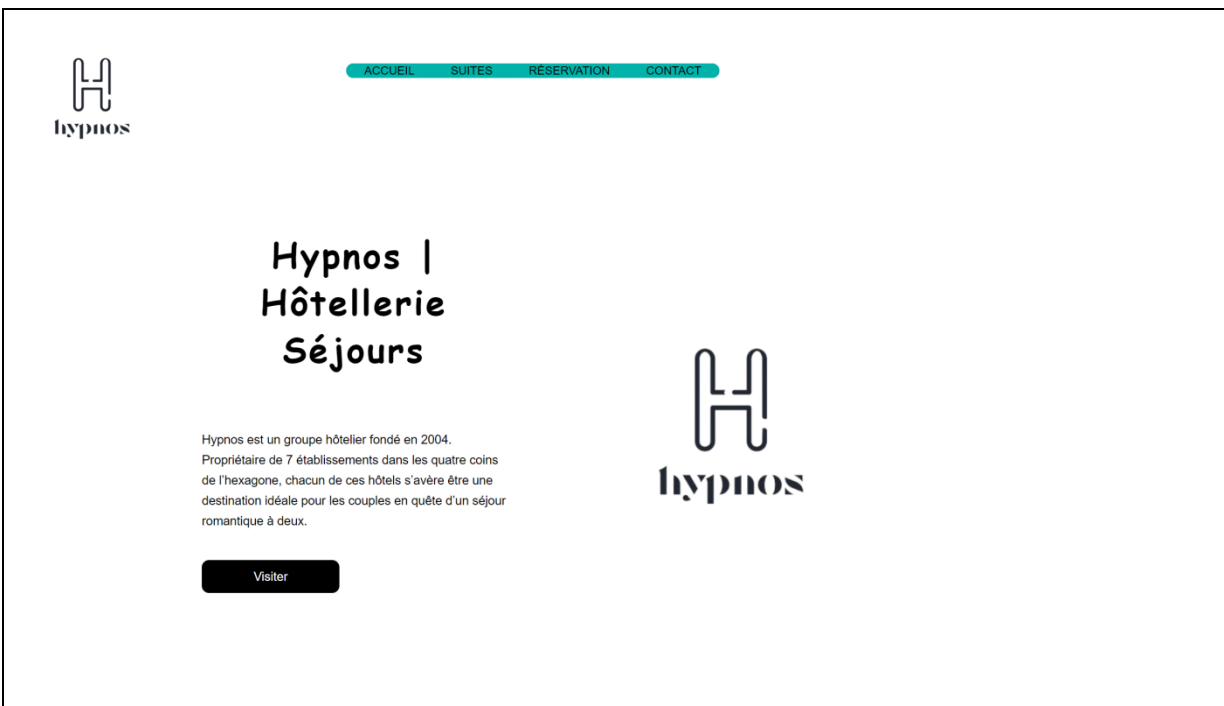 hypnos
ACCUEIL SUITES RÉSERVATION CONTACT
Hypnos |
Hôtellerie
Séjours
Hypnos est un groupe hôtelier fondé en 2004.
Propriétaire de 7 établissements dans les quatre coins
de l’hexagone, chacun de ces hôtels s’avère être une
destination idéale pour les couples en quête d’un séjour
romantique à deux.
Visiter
H
hypnos